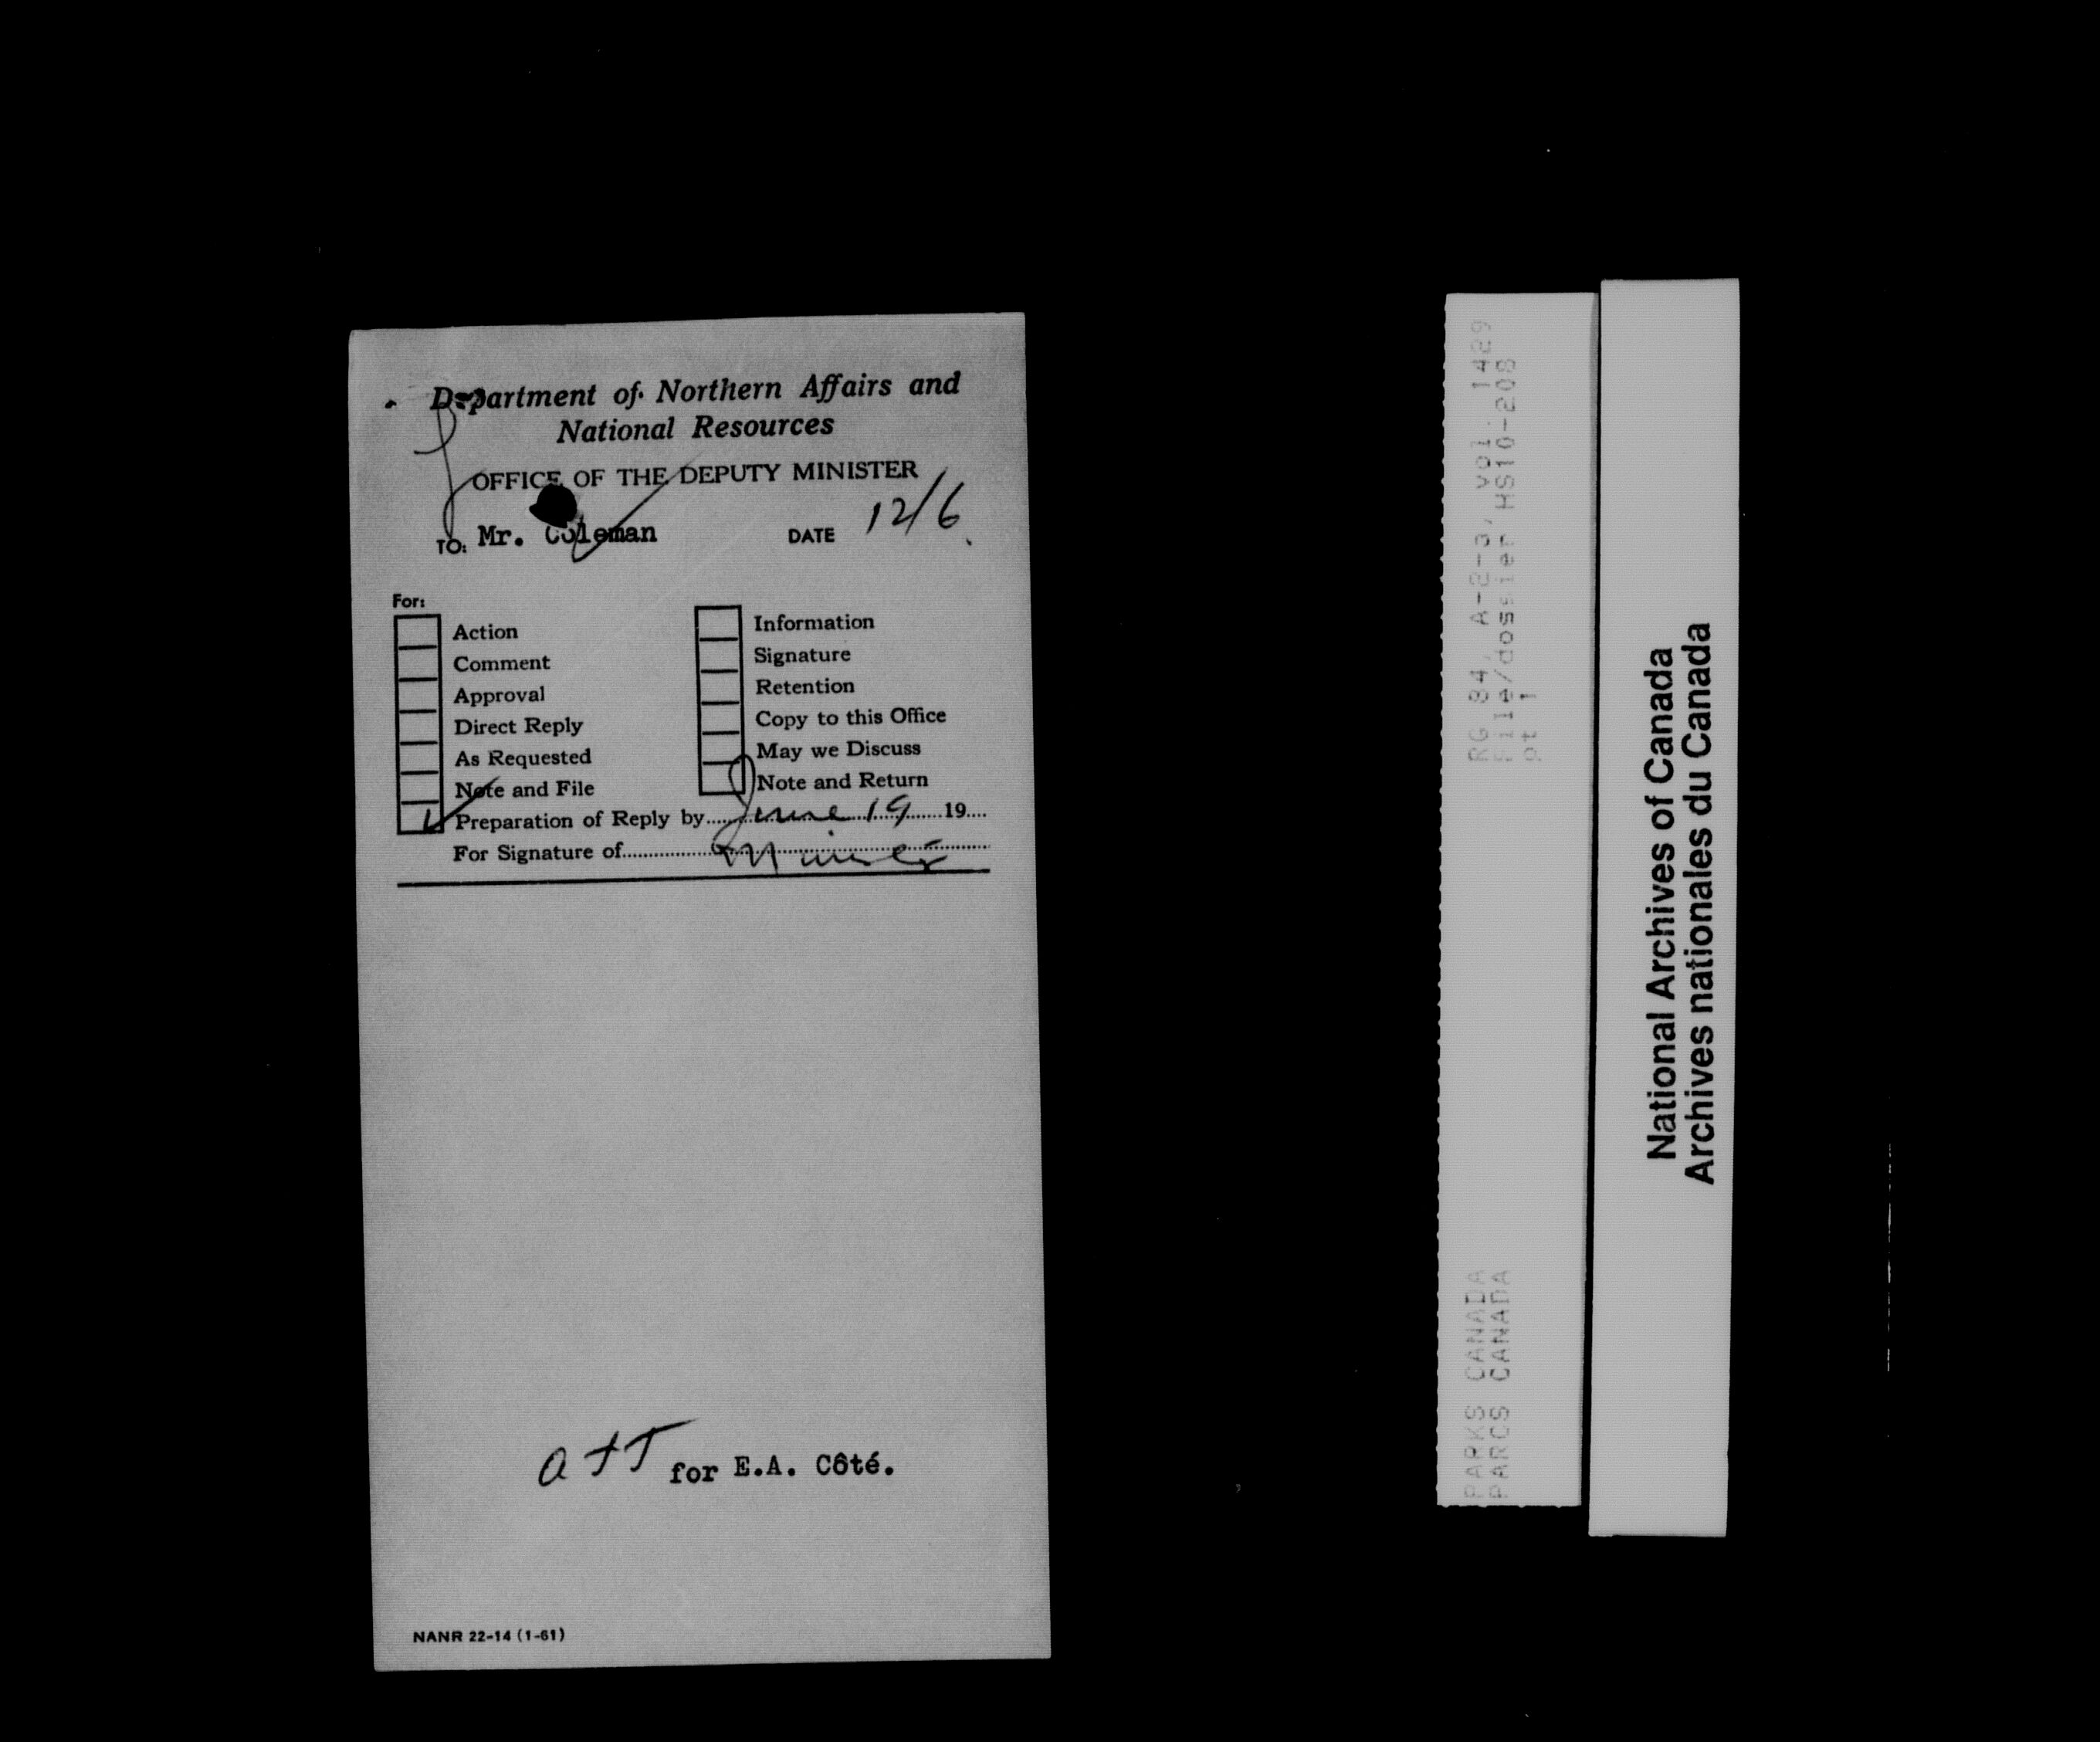 Department of Northern Affairs and
National Resources
OFFICE OF THE DEPUTY MINISTER
TO: Mr. Coleman DATE 12/6
For:
Action
Comment
Approval
Direct Reply
As Requested
Note and File
Information
Signature
Retention
Copy to this Office
May we Discuss
Note and Return
Preparation of Reply by........June 19......19....
For Signature of................Minister
att for E.A. Côté.
NANR 22-14 (1-61)
RG 84, A-2-3, vol. 1429
File/dossier HS10-208
pt 1
PARKS CANADA
PARCS CANADA
National Archives of Canada
Archives nationales du Canada